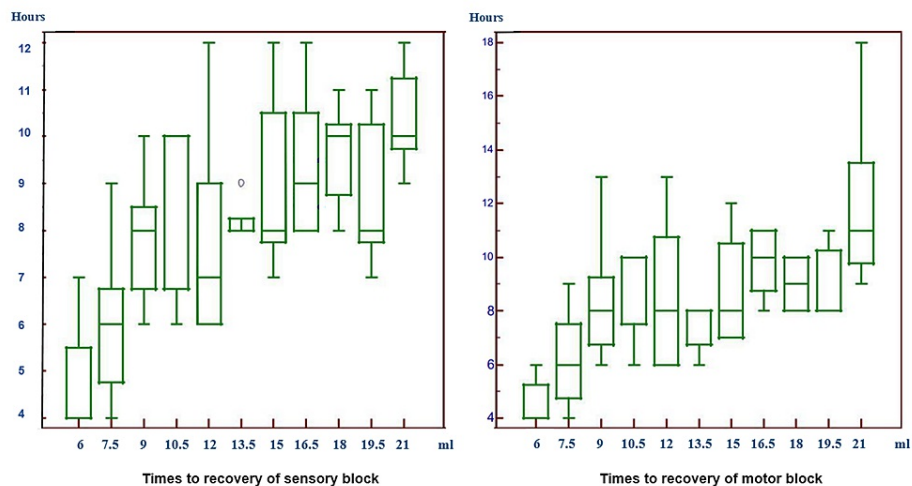 Hours
12
11
10
9
8
7
6
5
4
6 7.5 9 10.5 12 13.5 15 16.5 18 19.5 21 ml
Times to recovery of sensory block
Hours
18
16
14
12
10
8
6
4
6 7.5 9 10.5 12 13.5 15 16.5 18 19.5 21 ml
Times to recovery of motor block